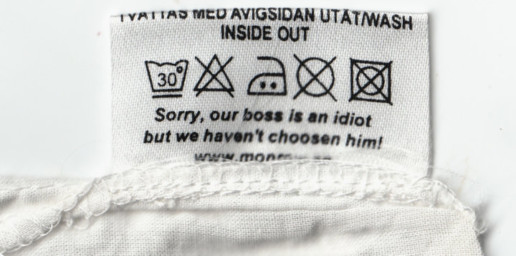 TVÄTTAS MED AVIGSIDAN UTÅT/WASH
INSIDE OUT
30°
Sorry, our boss is an idiot
but we haven't choosen him!